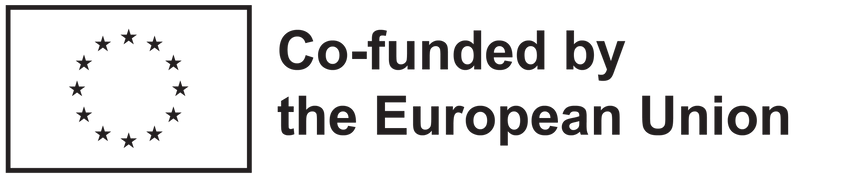 Co-funded by
the European Union